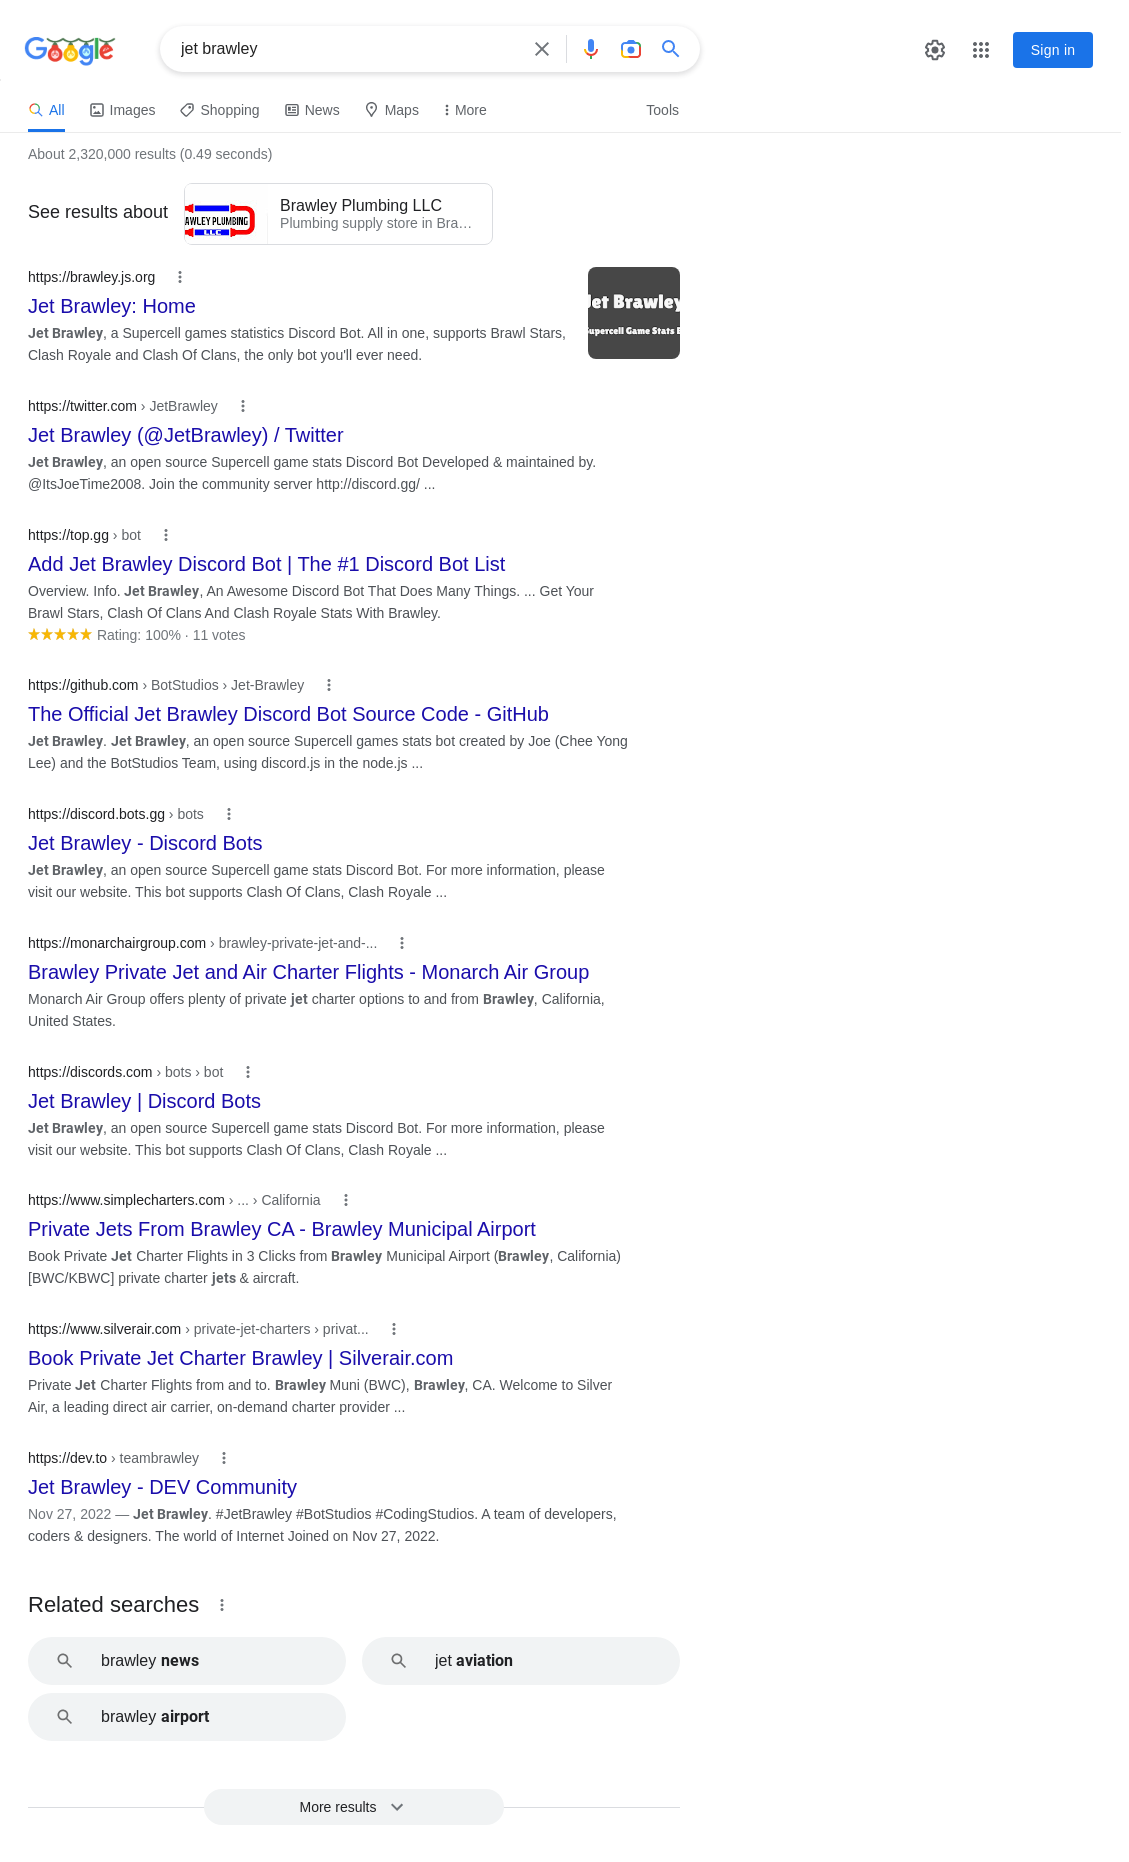 Google
jet brawley
Sign in
All Images Shopping News Maps More Tools
About 2,320,000 results (0.49 seconds)
See results about
Brawley Plumbing LLC
Plumbing supply store in Bra…
AWLEY PLUMBING
LLC
https://brawley.js.org
Jet Brawley: Home
Jet Brawley, a Supercell games statistics Discord Bot. All in one, supports Brawl Stars,
Clash Royale and Clash Of Clans, the only bot you'll ever need.
Jet Brawley
Supercell Game Stats B
https://twitter.com › JetBrawley
Jet Brawley (@JetBrawley) / Twitter
Jet Brawley, an open source Supercell game stats Discord Bot Developed & maintained by.
@ItsJoeTime2008. Join the community server http://discord.gg/ ...
https://top.gg › bot
Add Jet Brawley Discord Bot | The #1 Discord Bot List
Overview. Info. Jet Brawley, An Awesome Discord Bot That Does Many Things. ... Get Your
Brawl Stars, Clash Of Clans And Clash Royale Stats With Brawley.
Rating: 100% · 11 votes
https://github.com › BotStudios › Jet-Brawley
The Official Jet Brawley Discord Bot Source Code - GitHub
Jet Brawley. Jet Brawley, an open source Supercell games stats bot created by Joe (Chee Yong
Lee) and the BotStudios Team, using discord.js in the node.js ...
https://discord.bots.gg › bots
Jet Brawley - Discord Bots
Jet Brawley, an open source Supercell game stats Discord Bot. For more information, please
visit our website. This bot supports Clash Of Clans, Clash Royale ...
https://monarchairgroup.com › brawley-private-jet-and-...
Brawley Private Jet and Air Charter Flights - Monarch Air Group
Monarch Air Group offers plenty of private jet charter options to and from Brawley, California,
United States.
https://discords.com › bots › bot
Jet Brawley | Discord Bots
Jet Brawley, an open source Supercell game stats Discord Bot. For more information, please
visit our website. This bot supports Clash Of Clans, Clash Royale ...
https://www.simplecharters.com › ... › California
Private Jets From Brawley CA - Brawley Municipal Airport
Book Private Jet Charter Flights in 3 Clicks from Brawley Municipal Airport (Brawley, California)
[BWC/KBWC] private charter jets & aircraft.
https://www.silverair.com › private-jet-charters › privat...
Book Private Jet Charter Brawley | Silverair.com
Private Jet Charter Flights from and to. Brawley Muni (BWC), Brawley, CA. Welcome to Silver
Air, a leading direct air carrier, on-demand charter provider ...
https://dev.to › teambrawley
Jet Brawley - DEV Community
Nov 27, 2022 — Jet Brawley. #JetBrawley #BotStudios #CodingStudios. A team of developers,
coders & designers. The world of Internet Joined on Nov 27, 2022.
Related searches
brawley news
jet aviation
brawley airport
More results